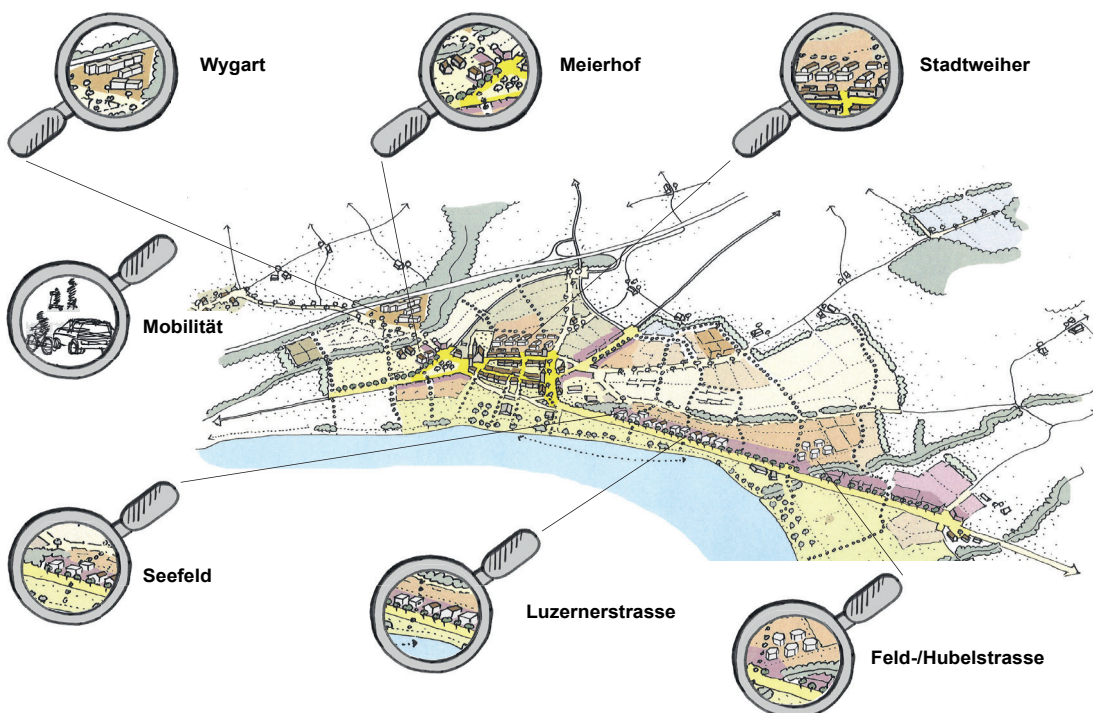 Wygart
Meierhof
Stadtweiher
Mobilität
Seefeld
Luzernerstrasse
Feld-/Hubelstrasse